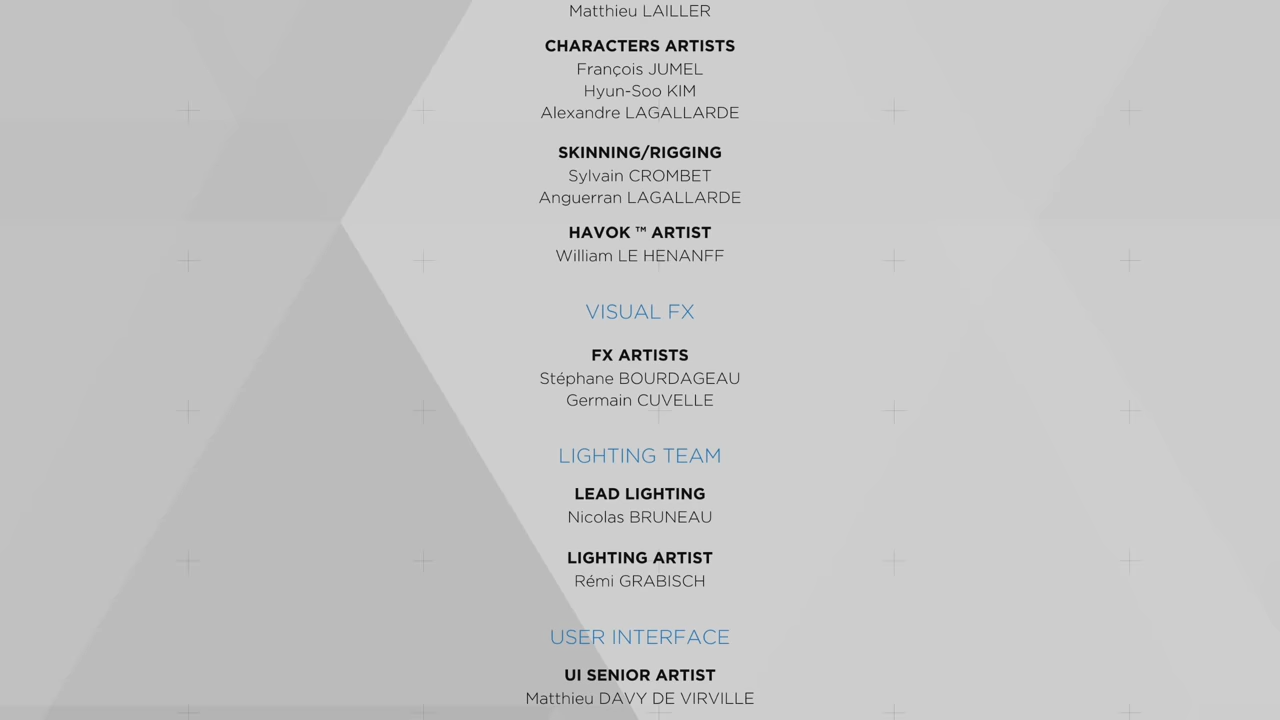 Matthieu LAILLER
CHARACTERS ARTISTS
François JUMEL
Hyun-Soo KIM
Alexandre LAGALLARDE
SKINNING/RIGGING
Sylvain CROMBET
Anguerran LAGALLARDE
HAVOK ™ ARTIST
William LE HENANFF
VISUAL FX
FX ARTISTS
Stéphane BOURDAGEAU
Germain CUVELLE
LIGHTING TEAM
LEAD LIGHTING
Nicolas BRUNEAU
LIGHTING ARTIST
Rémi GRABISCH
USER INTERFACE
UI SENIOR ARTIST
Matthieu DAVY DE VIRVILLE